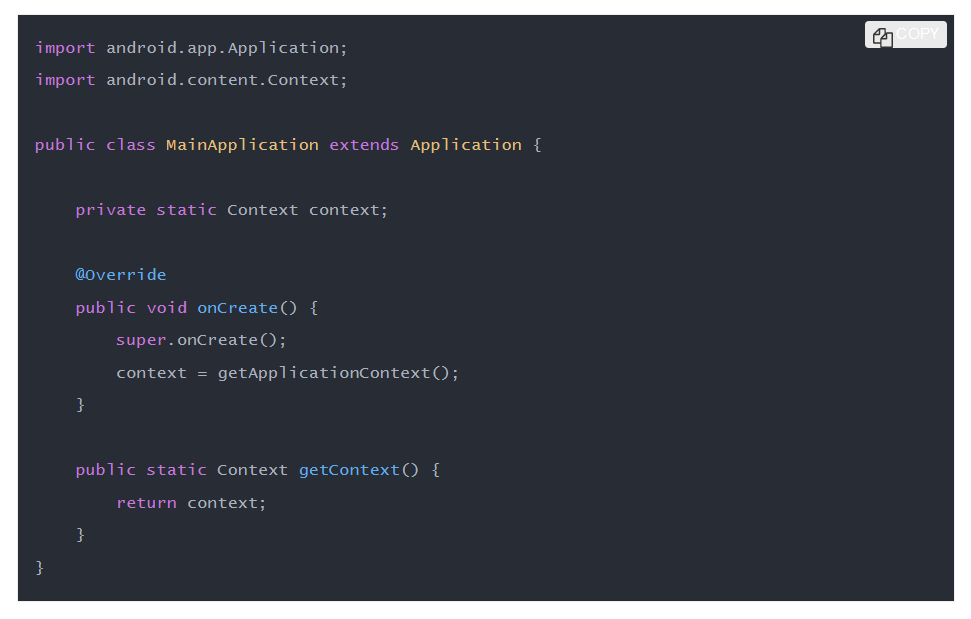 COPY
import android.app.Application;
import android.content.Context;
public class MainApplication extends Application {
    private static Context context;
    @Override
    public void onCreate() {
        super.onCreate();
        context = getApplicationContext();
    }
    public static Context getContext() {
        return context;
    }
}